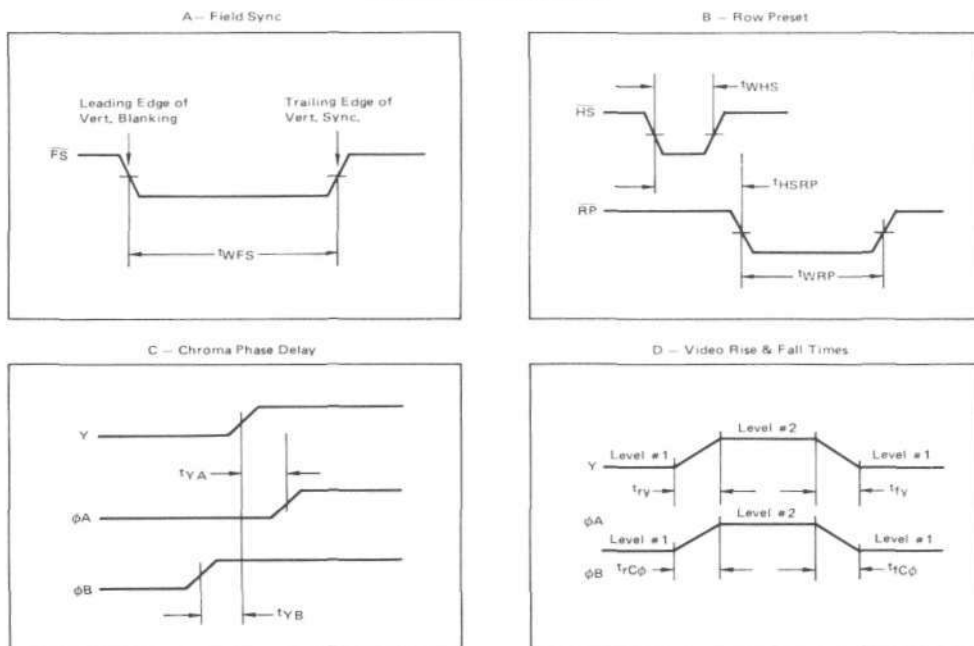 A – Field Sync
Leading Edge of
Vert. Blanking
Trailing Edge of
Vert. Sync.
FS
tWFS
B – Row Preset
tWHS
HS
tHSRP
RP
tWRP
C – Chroma Phase Delay
Y
tYA
φA
φB
tYB
D – Video Rise & Fall Times
Level #2
Level #1
Level #1
Y
try
tfy
φA
Level #2
Level #1
Level #1
φB
trCφ
tfCφ